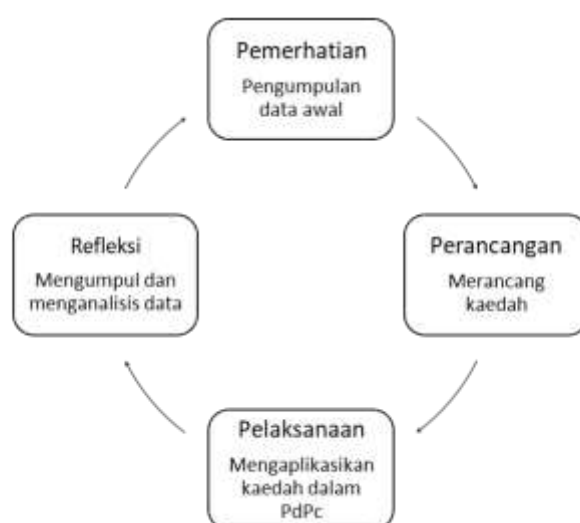 Pemerhatian
Pengumpulan
data awal
Perancangan
Merancang
kaedah
Pelaksanaan
Mengaplikasikan
kaedah dalam
PdPc
Refleksi
Mengumpul dan
menganalisis data